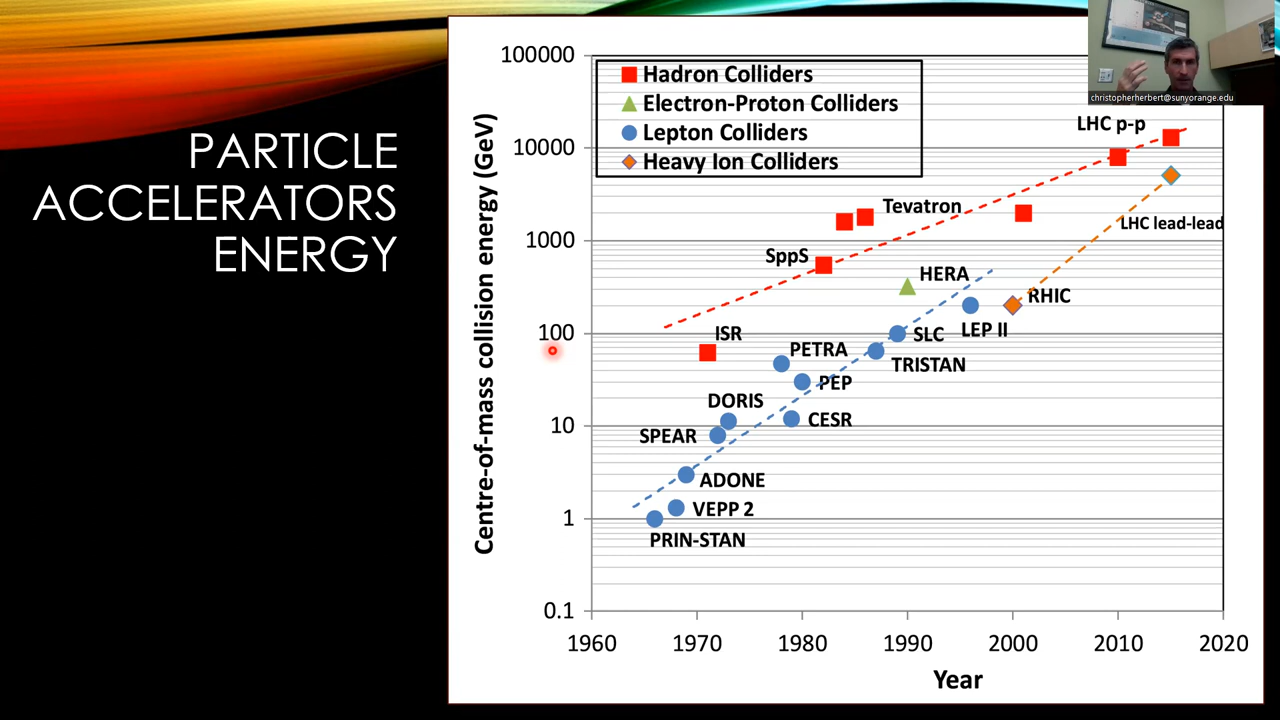 PARTICLE
ACCELERATORS
ENERGY
christopherherbert@sunyorange.edu
Centre-of-mass collision energy (GeV)
100000
10000
1000
100
10
1
0.1
Hadron Colliders
Electron-Proton Colliders
Lepton Colliders
Heavy Ion Colliders
LHC p-p
Tevatron
LHC lead-lead
SppS
HERA
RHIC
ISR
SLC
LEP II
PETRA
TRISTAN
PEP
DORIS
CESR
SPEAR
ADONE
VEPP 2
PRIN-STAN
1960
1970
1980
1990
2000
2010
2020
Year